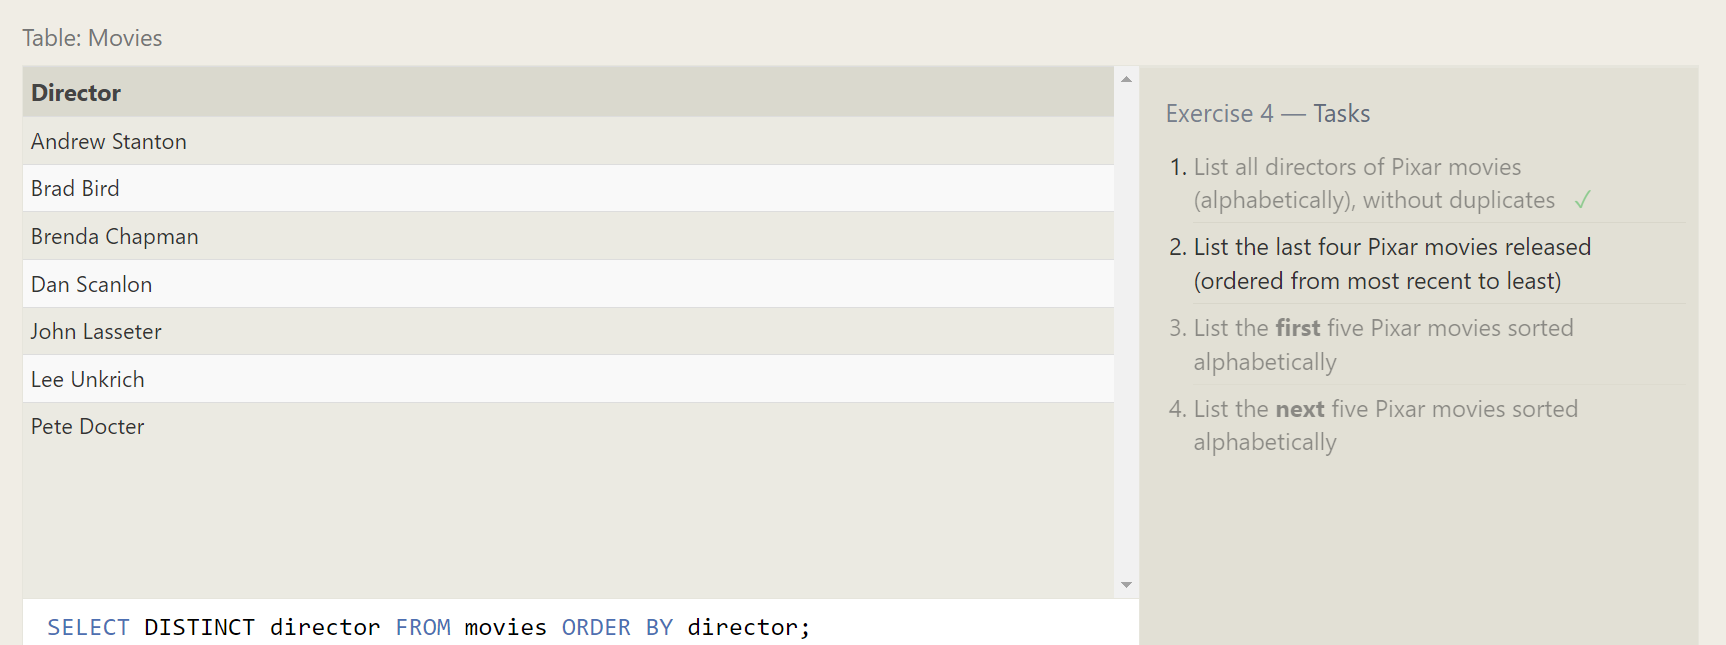 Table: Movies
Director
Andrew Stanton
Brad Bird
Brenda Chapman
Dan Scanlon
John Lasseter
Lee Unkrich
Pete Docter
SELECT DISTINCT director FROM movies ORDER BY director;
Exercise 4 — Tasks
1. List all directors of Pixar movies
(alphabetically), without duplicates ✓
2. List the last four Pixar movies released
(ordered from most recent to least)
3. List the first five Pixar movies sorted
alphabetically
4. List the next five Pixar movies sorted
alphabetically